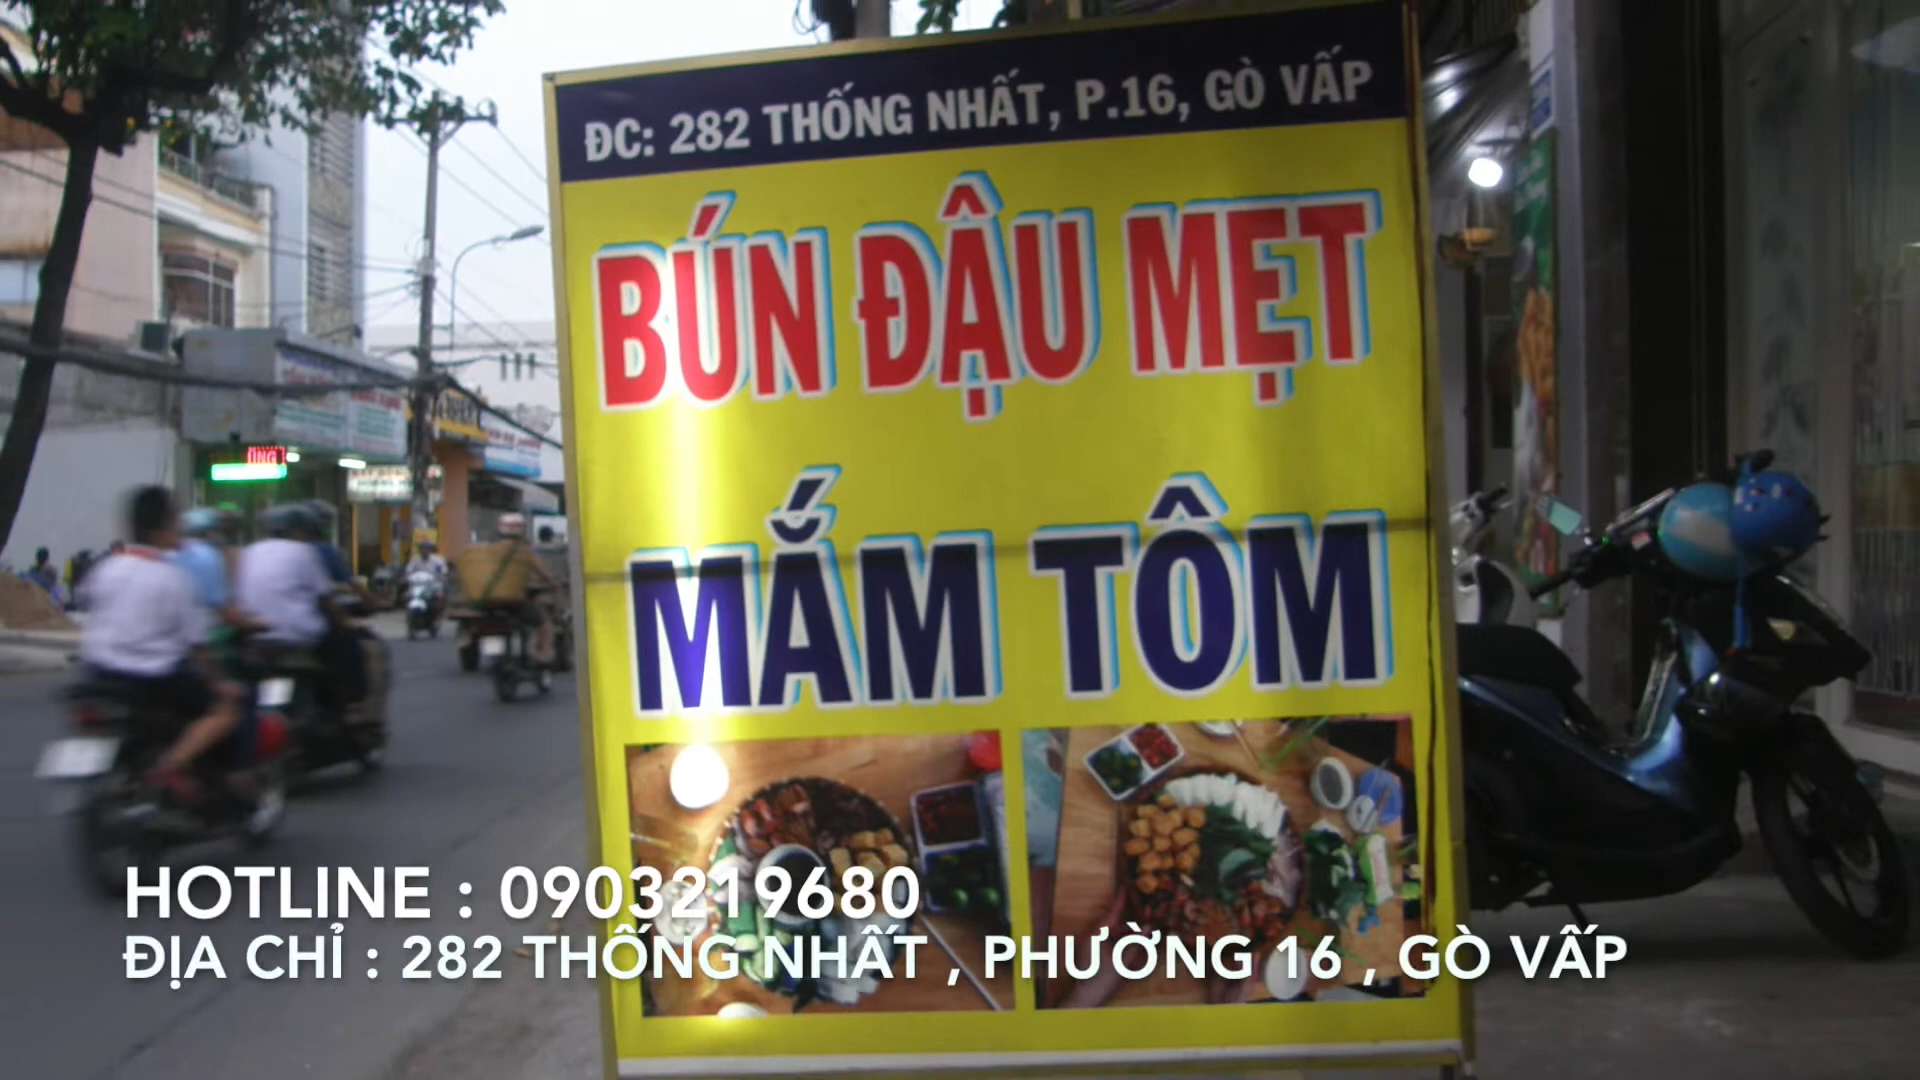 ĐC: 282 THỐNG NHẤT, P.16, GÒ VẤP
BÚN ĐẬU MẸT
MẮM TÔM
HOTLINE : 0903219680
ĐỊA CHỈ : 282 THỐNG NHẤT , PHƯỜNG 16 , GÒ VẤP